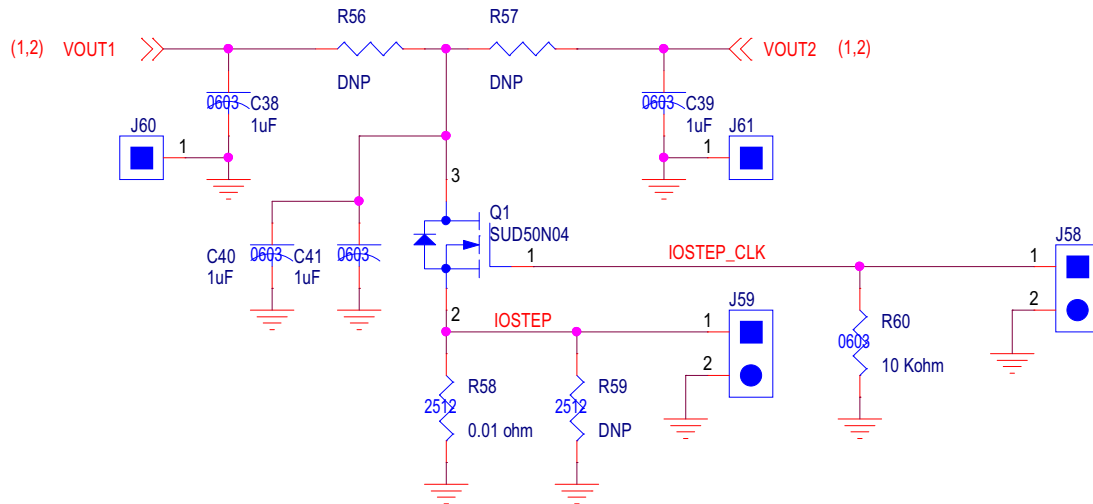 R56 R57
(1,2) VOUT1 VOUT2 (1,2)
DNP DNP
0603 C38 0603 C39
1uF 1uF
J60 J61
1 1
3
Q1
SUD50N04
C40 0603 C41 0603
1uF 1uF
1 IOSTEP_CLK 1 J58
2
2 IOSTEP 1 J59
2
R60
0603
10 Kohm
R58 R59
2512 2512
0.01 ohm DNP